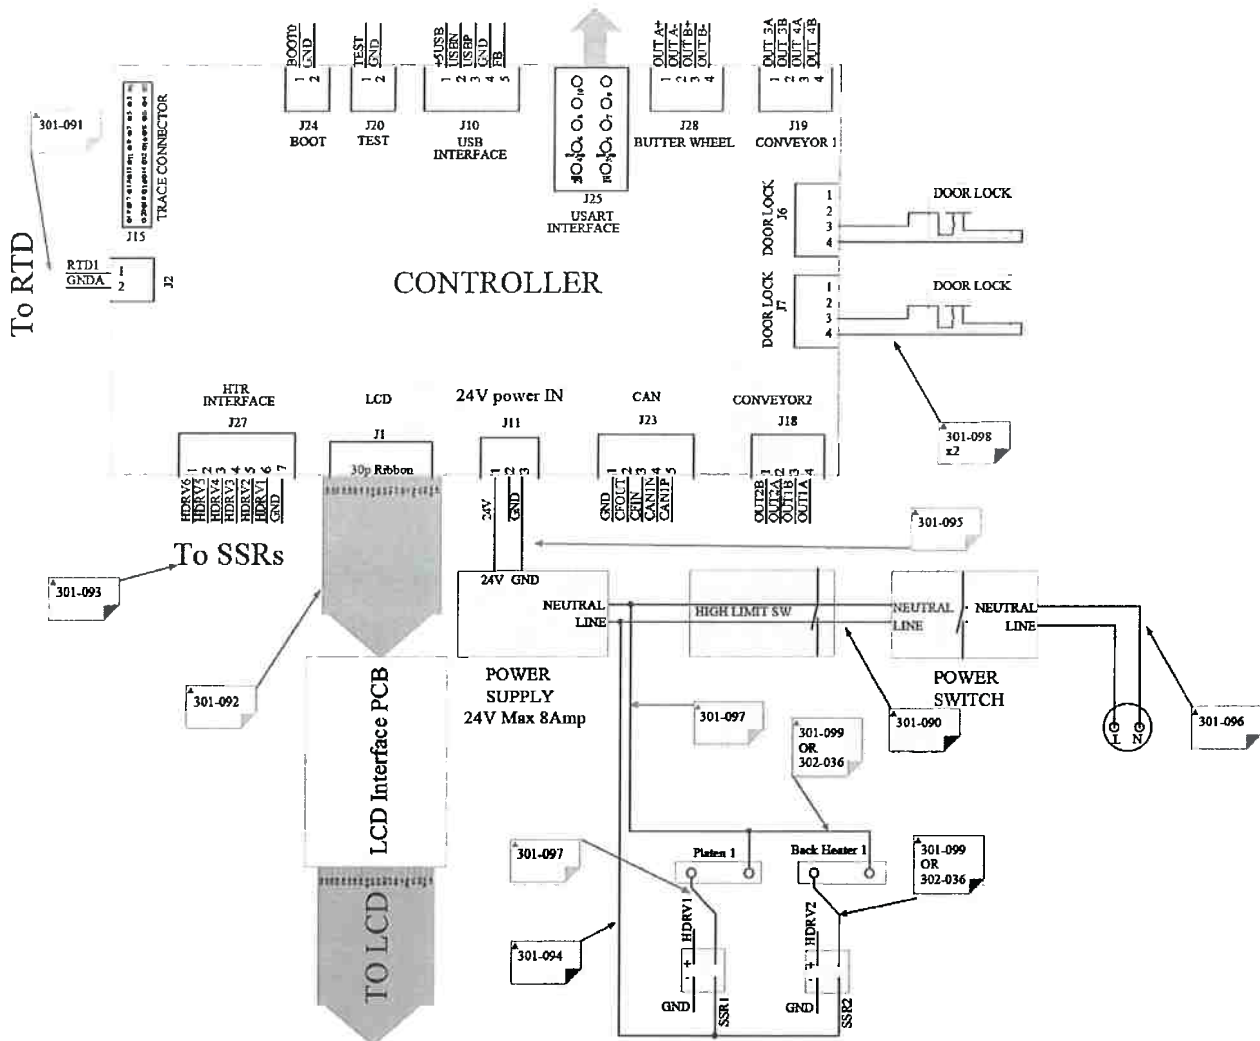 BOOT0
GND
1
2
J24
BOOT
TEST
GND
1
2
J20
TEST
+5USB
USBN
USBP
GND
FB
1
2
3
4
5
J10
USB
INTERFACE
J25
USART
INTERFACE
OUT A+
OUT A-
OUT B+
OUT B-
1
2
3
4
J28
BUTTER WHEEL
OUT 3A
OUT 3B
OUT 4A
OUT 4B
1
2
3
4
J19
CONVEYOR 1
301-091
TRACE CONNECTOR
J15
To RTD
RTD1
GNDA
1
2
J2
CONTROLLER
DOOR LOCK
J6
1
2
3
4
DOOR LOCK
DOOR LOCK
J7
1
2
3
4
DOOR LOCK
301-098
x2
HTR
INTERFACE
J27
1
2
3
4
5
6
7
HDRV6
HDRV5
HDRV4
HDRV3
HDRV2
HDRV1
GND
To SSRs
301-093
LCD
J1
30p Ribbon
24V power IN
J11
1
2
3
24V
GND
CAN
J23
1
2
3
4
5
GND
CFOUT
CFIN
CAN1N
CAN1P
CONVEYOR2
J18
1
2
3
4
OUT2B
OUT2A
OUT1B
OUT1A
301-095
24V GND
NEUTRAL
LINE
POWER
SUPPLY
24V Max 8Amp
HIGH LIMIT SW
NEUTRAL
LINE
NEUTRAL
LINE
POWER
SWITCH
L N
301-092
301-097
301-099
OR
302-036
301-090
301-096
LCD Interface PCB
TO LCD
301-097
Platen 1
Back Heater 1
301-099
OR
302-036
301-094
HDRV1
+
-
GND
SSR1
HDRV2
+
-
GND
SSR2